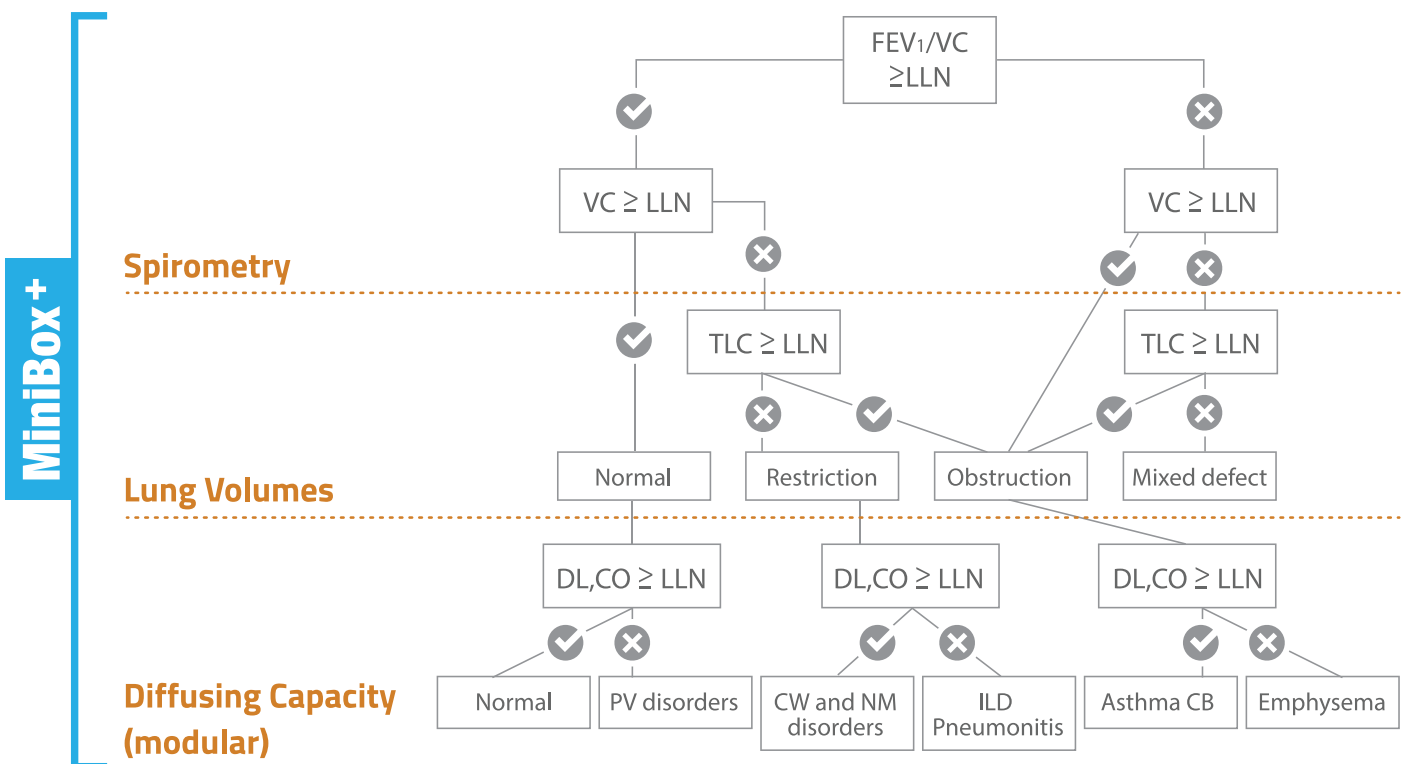 FEV1/VC
≥LLN
VC ≥ LLN
VC ≥ LLN
Spirometry
MiniBox+
TLC ≥ LLN
TLC ≥ LLN
Normal
Restriction
Obstruction
Mixed defect
Lung Volumes
DL,CO ≥ LLN
DL,CO ≥ LLN
DL,CO ≥ LLN
Normal
PV disorders
CW and NM
disorders
ILD
Pneumonitis
Asthma CB
Emphysema
Diffusing Capacity
(modular)